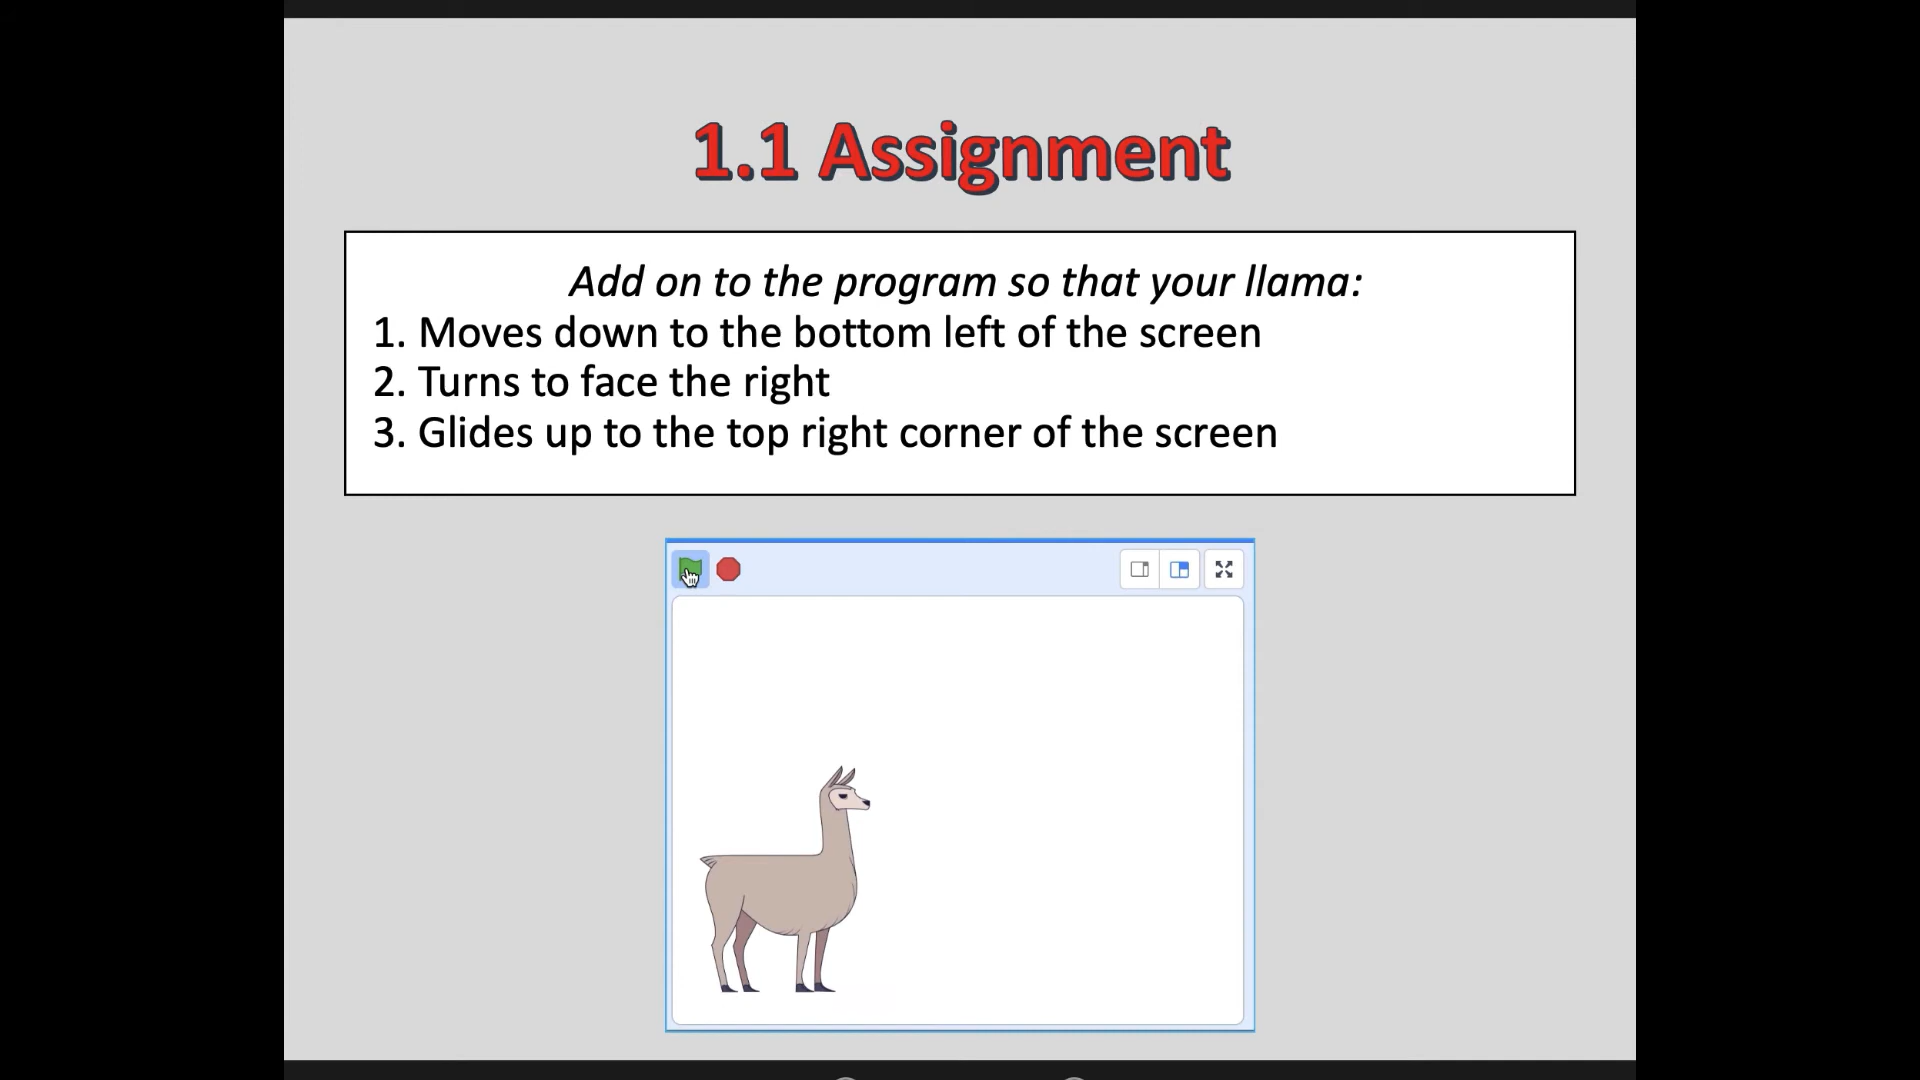 1.1 Assignment
Add on to the program so that your llama:
1. Moves down to the bottom left of the screen
2. Turns to face the right
3. Glides up to the top right corner of the screen